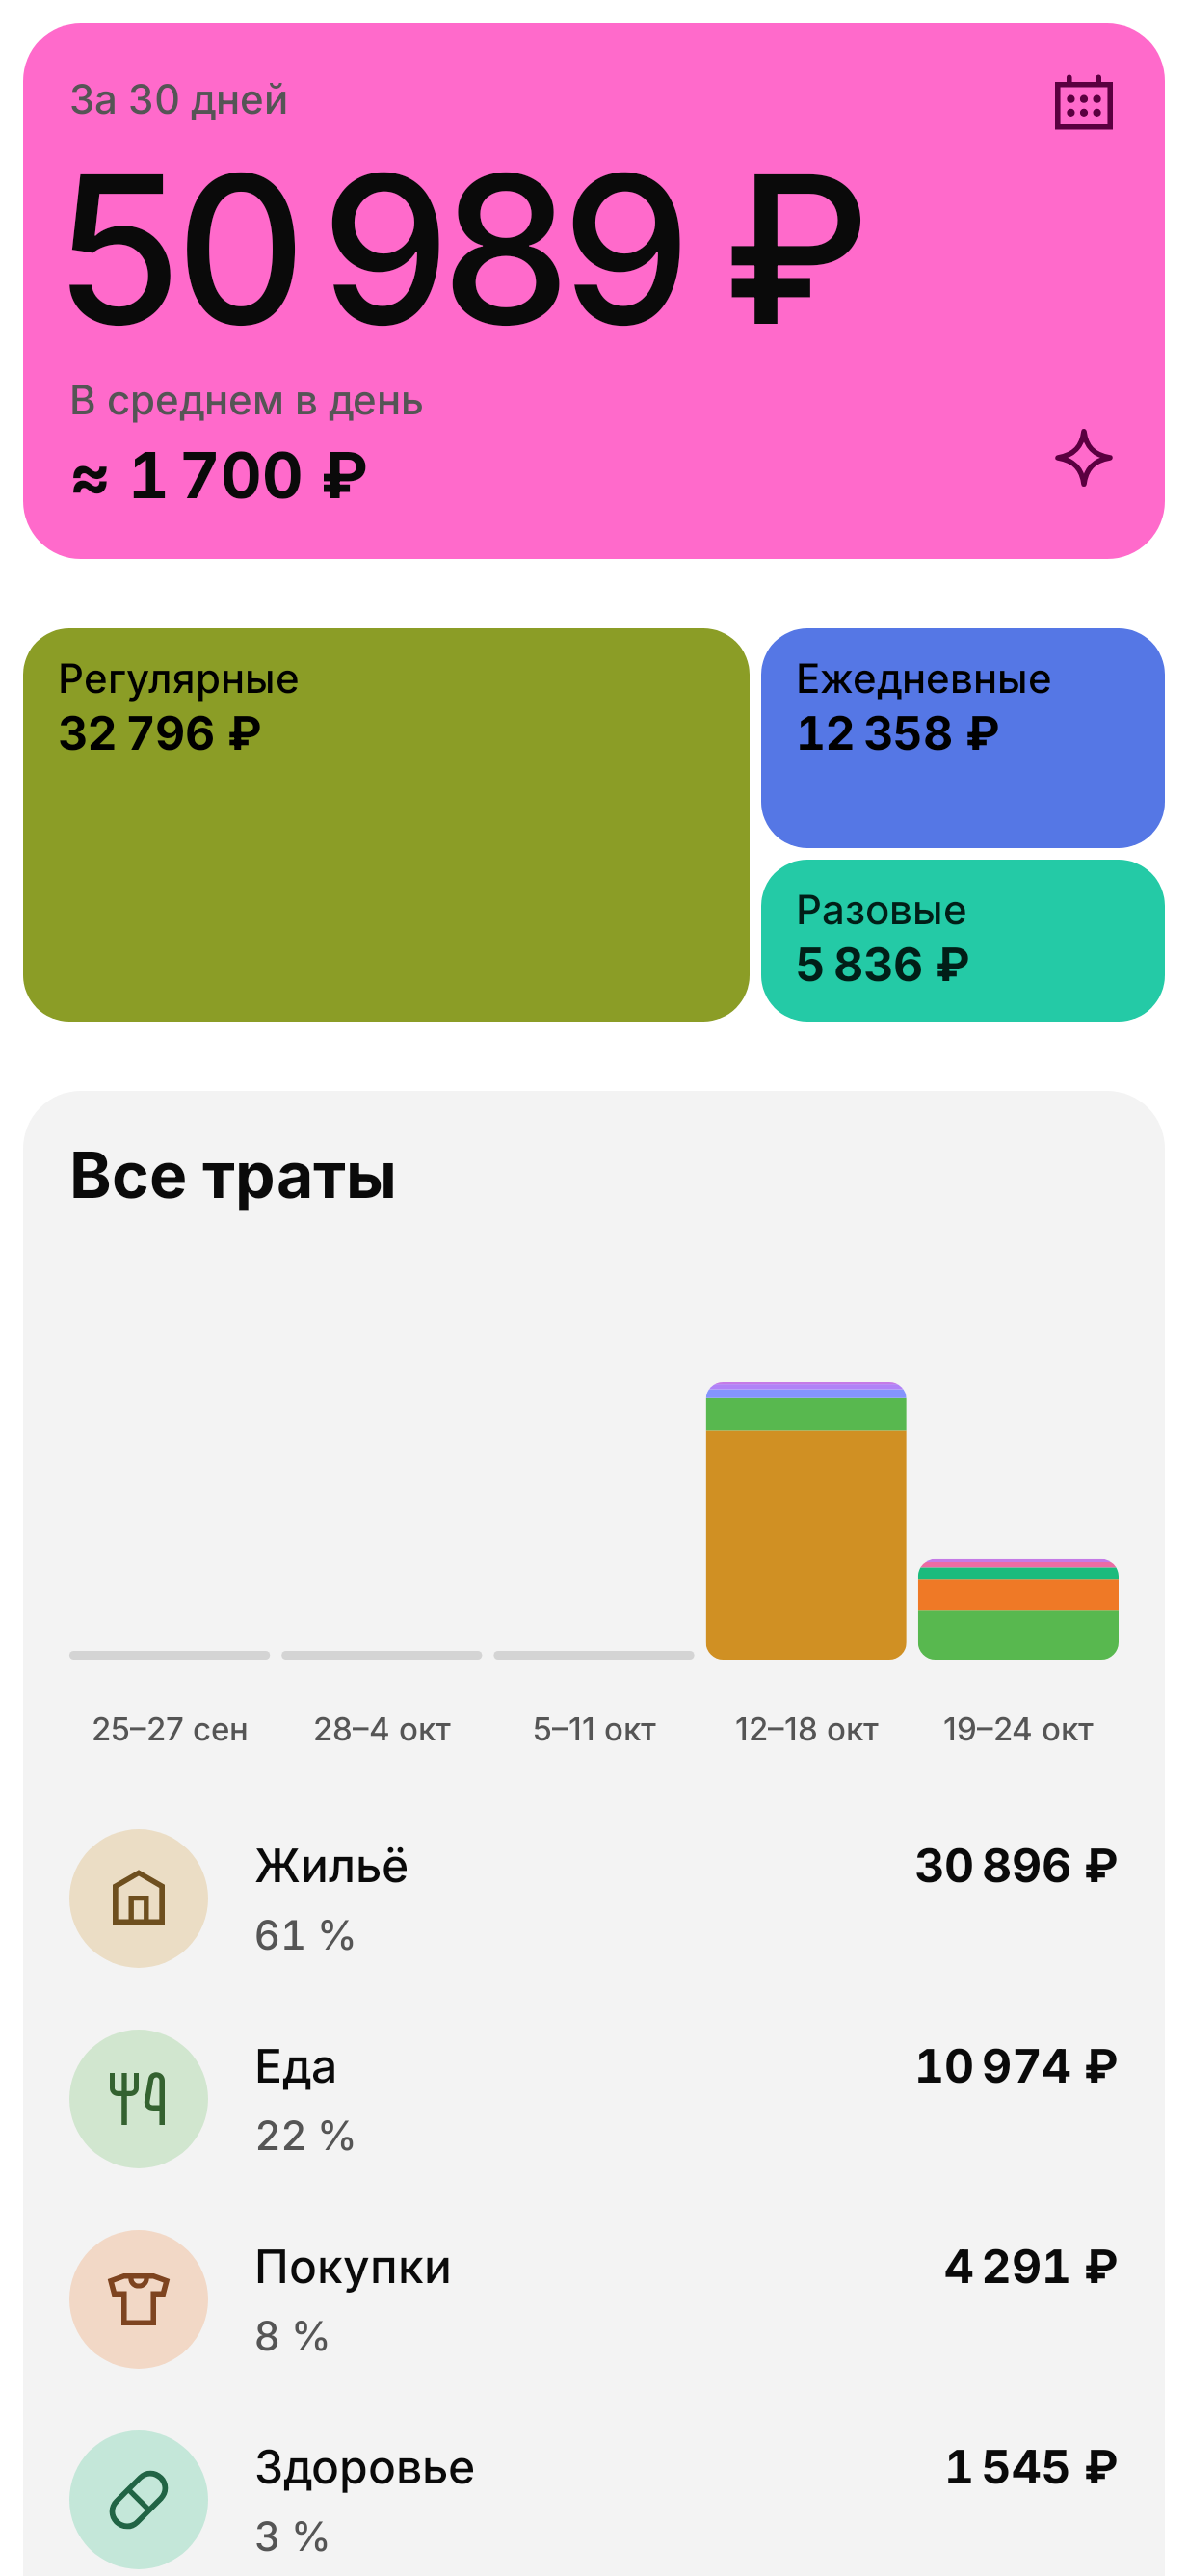 За 30 дней
50 989 ₽
В среднем в день
≈ 1 700 ₽
Регулярные
32 796 ₽
Ежедневные
12 358 ₽
Разовые
5 836 ₽
Все траты
25–27 сен
28–4 окт
5–11 окт
12–18 окт
19–24 окт
Жильё
30 896 ₽
61 %
Еда
10 974 ₽
22 %
Покупки
4 291 ₽
8 %
Здоровье
1 545 ₽
3 %